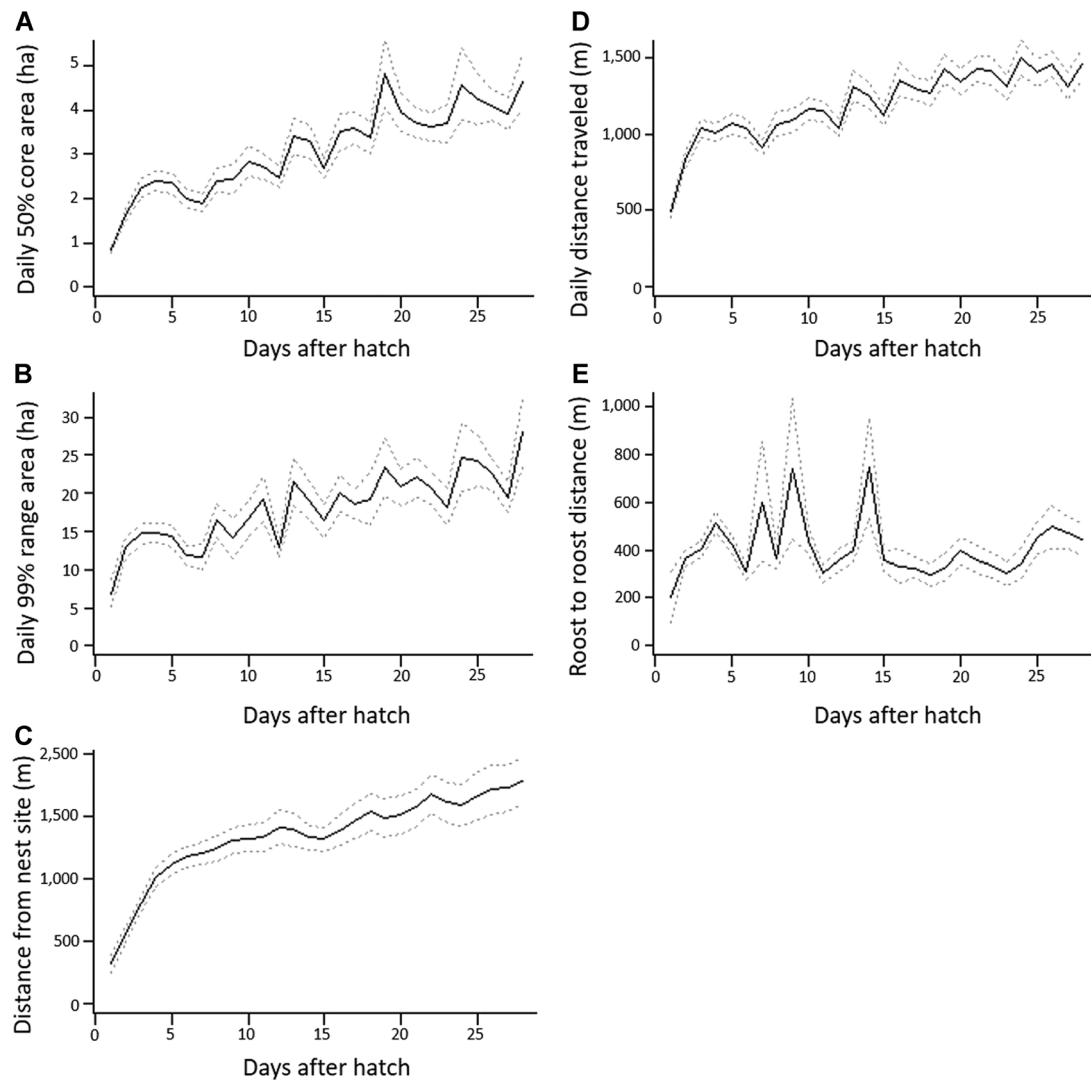 A
Daily 50% core area (ha)
5
4
3
2
1
0
0 5 10 15 20 25
Days after hatch
B
Daily 99% range area (ha)
30
25
20
15
10
5
0
0 5 10 15 20 25
Days after hatch
C
Distance from nest site (m)
2,500
1,500
1,000
500
0
0 5 10 15 20 25
Days after hatch
D
Daily distance traveled (m)
1,500
1,000
500
0
0 5 10 15 20 25
Days after hatch
E
Roost to roost distance (m)
1,000
800
600
400
200
0
0 5 10 15 20 25
Days after hatch